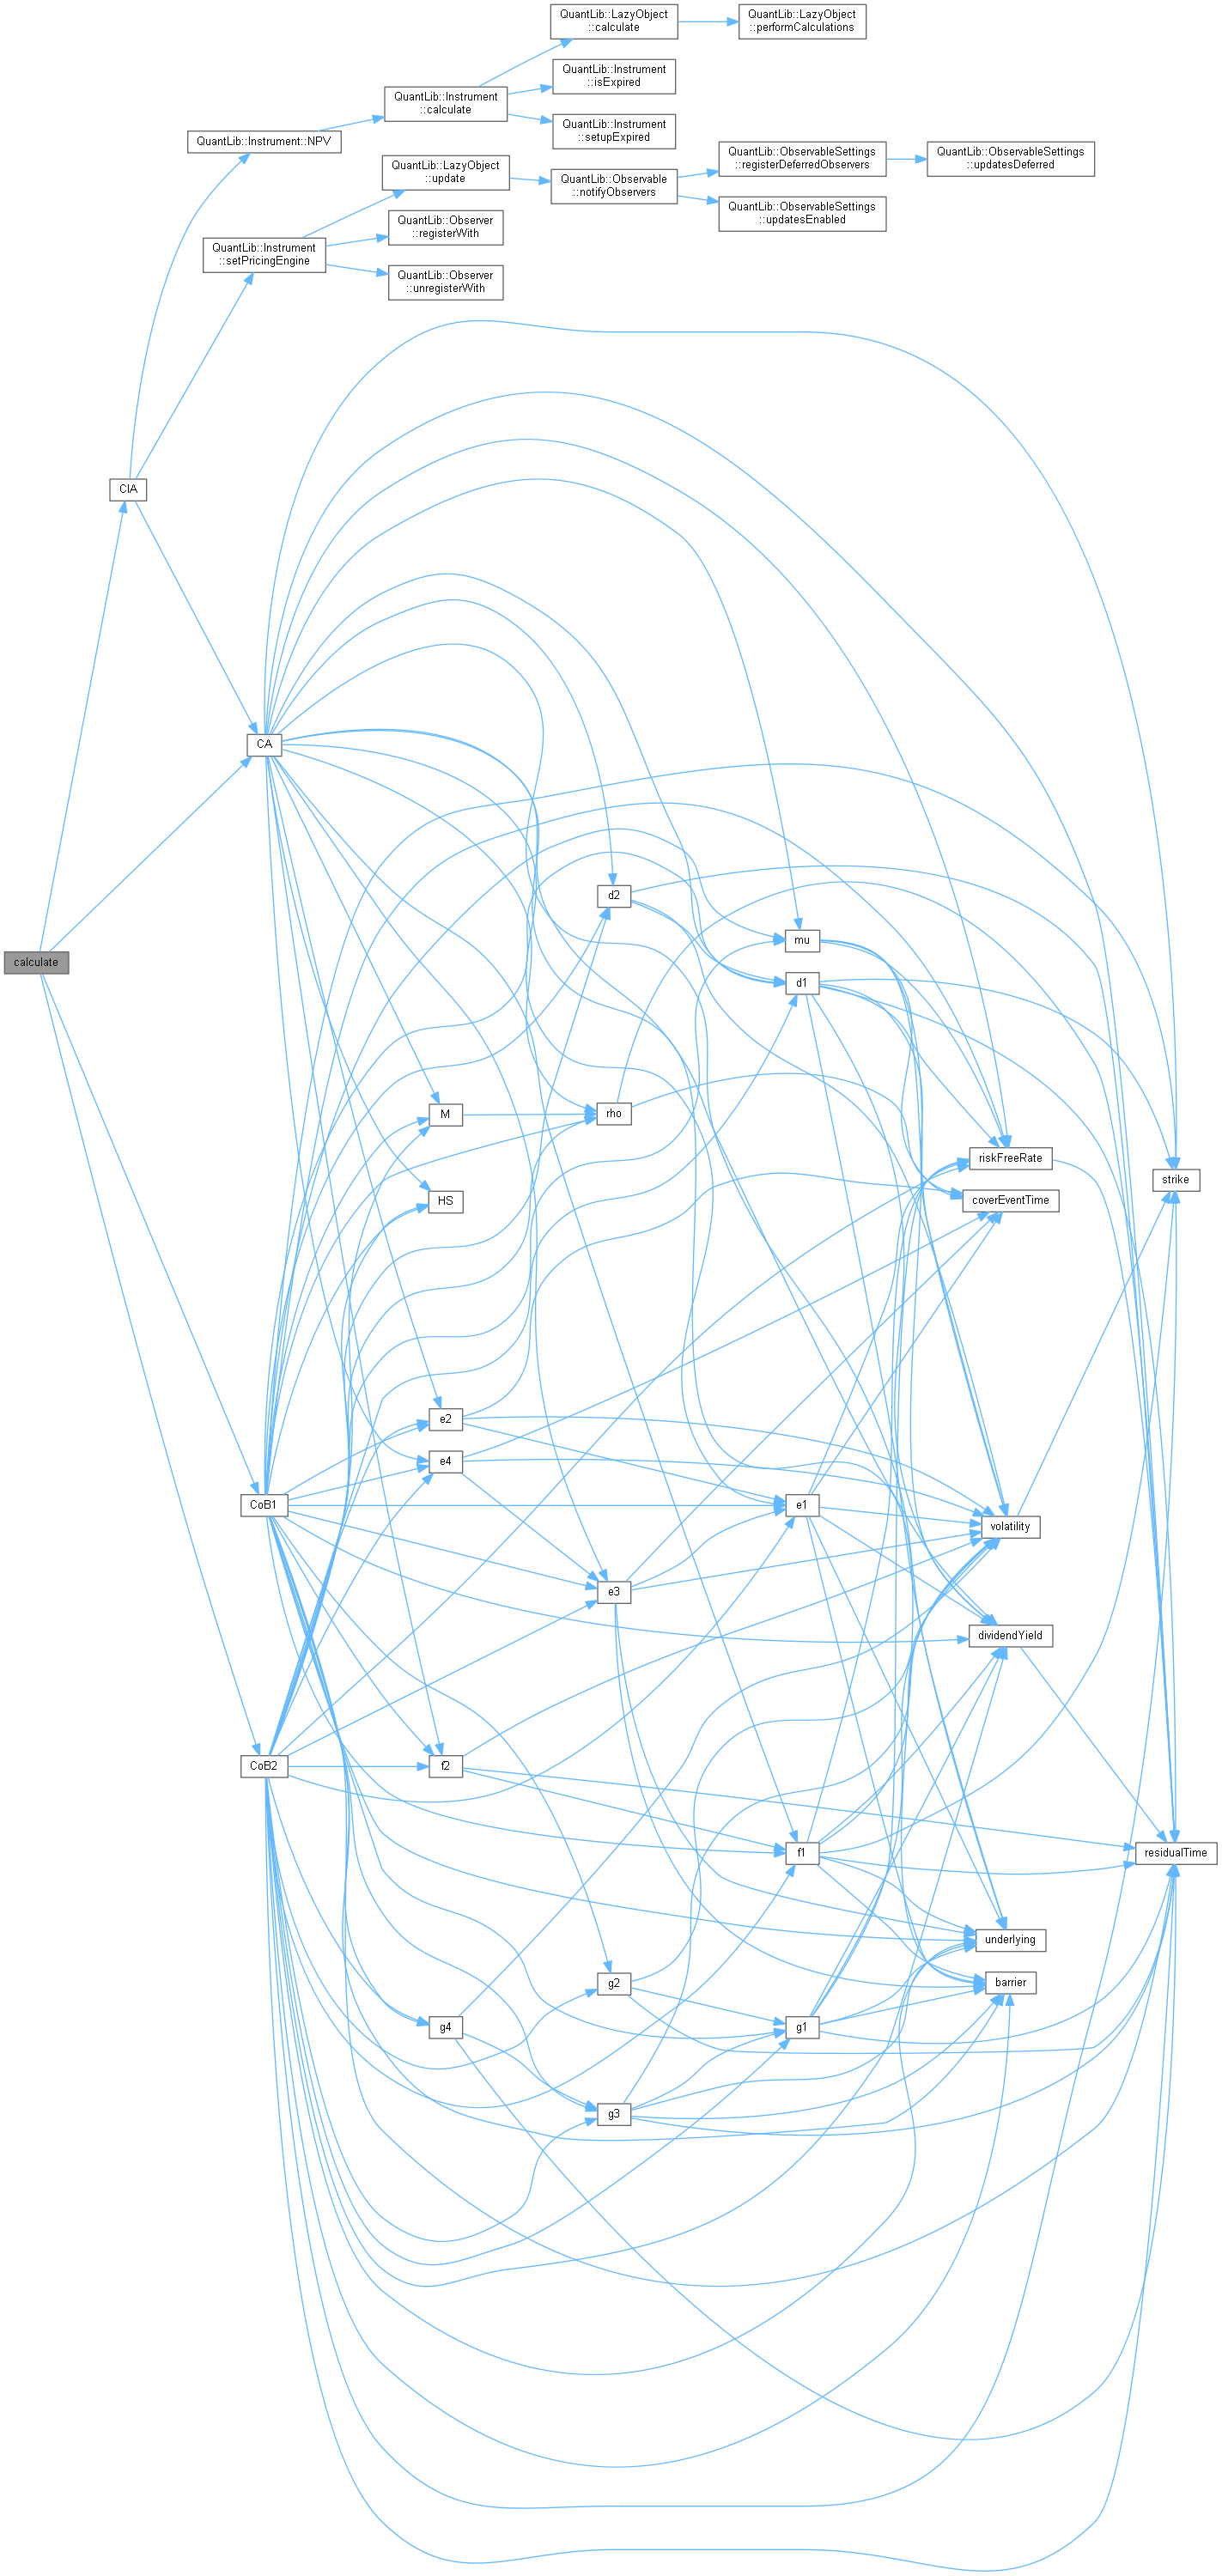 QuantLib::LazyObject
::calculate
QuantLib::LazyObject
::performCalculations
QuantLib::Instrument
::isExpired
QuantLib::Instrument
::calculate
QuantLib::Instrument
::setupExpired
QuantLib::Instrument::NPV
QuantLib::ObservableSettings
::registerDeferredObservers
QuantLib::ObservableSettings
::updatesDeferred
QuantLib::LazyObject
::update
QuantLib::Observable
::notifyObservers
QuantLib::ObservableSettings
::updatesEnabled
QuantLib::Observer
::registerWith
QuantLib::Instrument
::setPricingEngine
QuantLib::Observer
::unregisterWith
CIA
CA
d2
mu
calculate
d1
M
rho
riskFreeRate
strike
HS
coverEventTime
e2
e4
CoB1
e1
volatility
e3
dividendYield
CoB2
f2
f1
residualTime
underlying
g2
barrier
g4
g1
g3